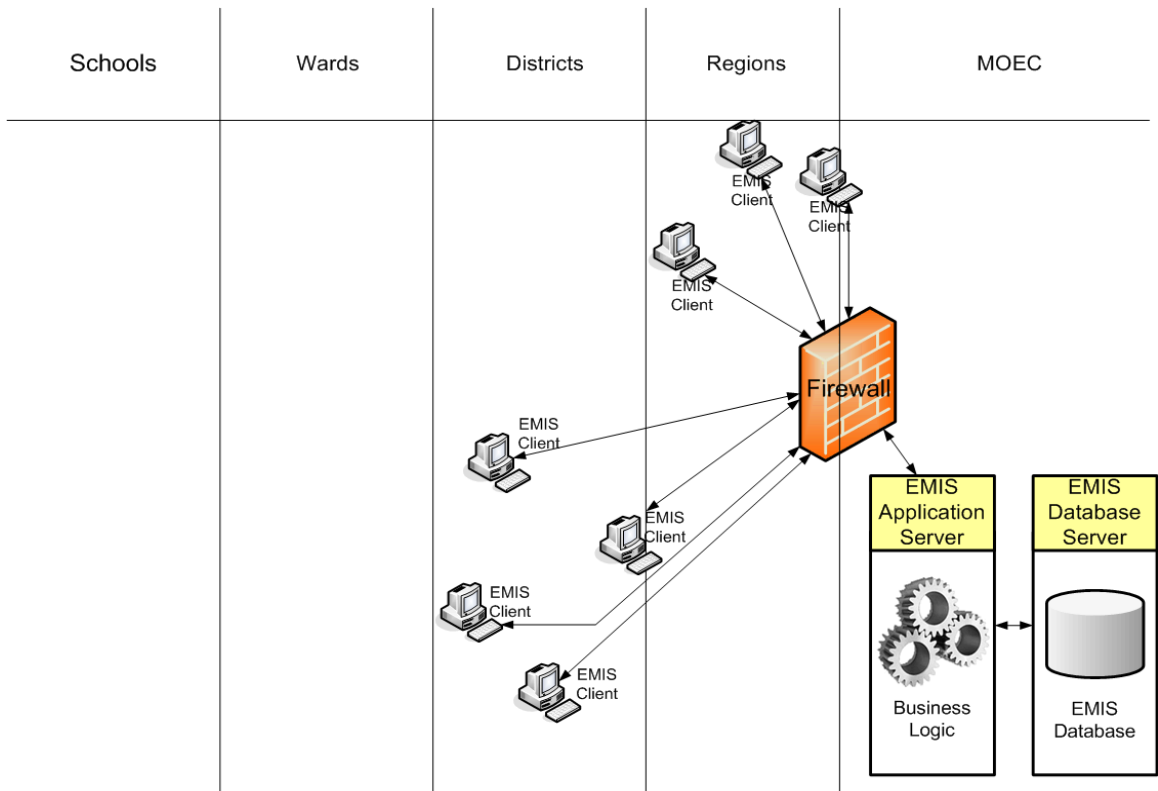 Schools
Wards
Districts
Regions
MOEC
EMIS
Client
EMIS
Client
EMIS
Client
Firewall
EMIS
Client
EMIS
Client
EMIS
Client
EMIS
Client
EMIS
Application
Server
EMIS
Database
Server
Business
Logic
EMIS
Database